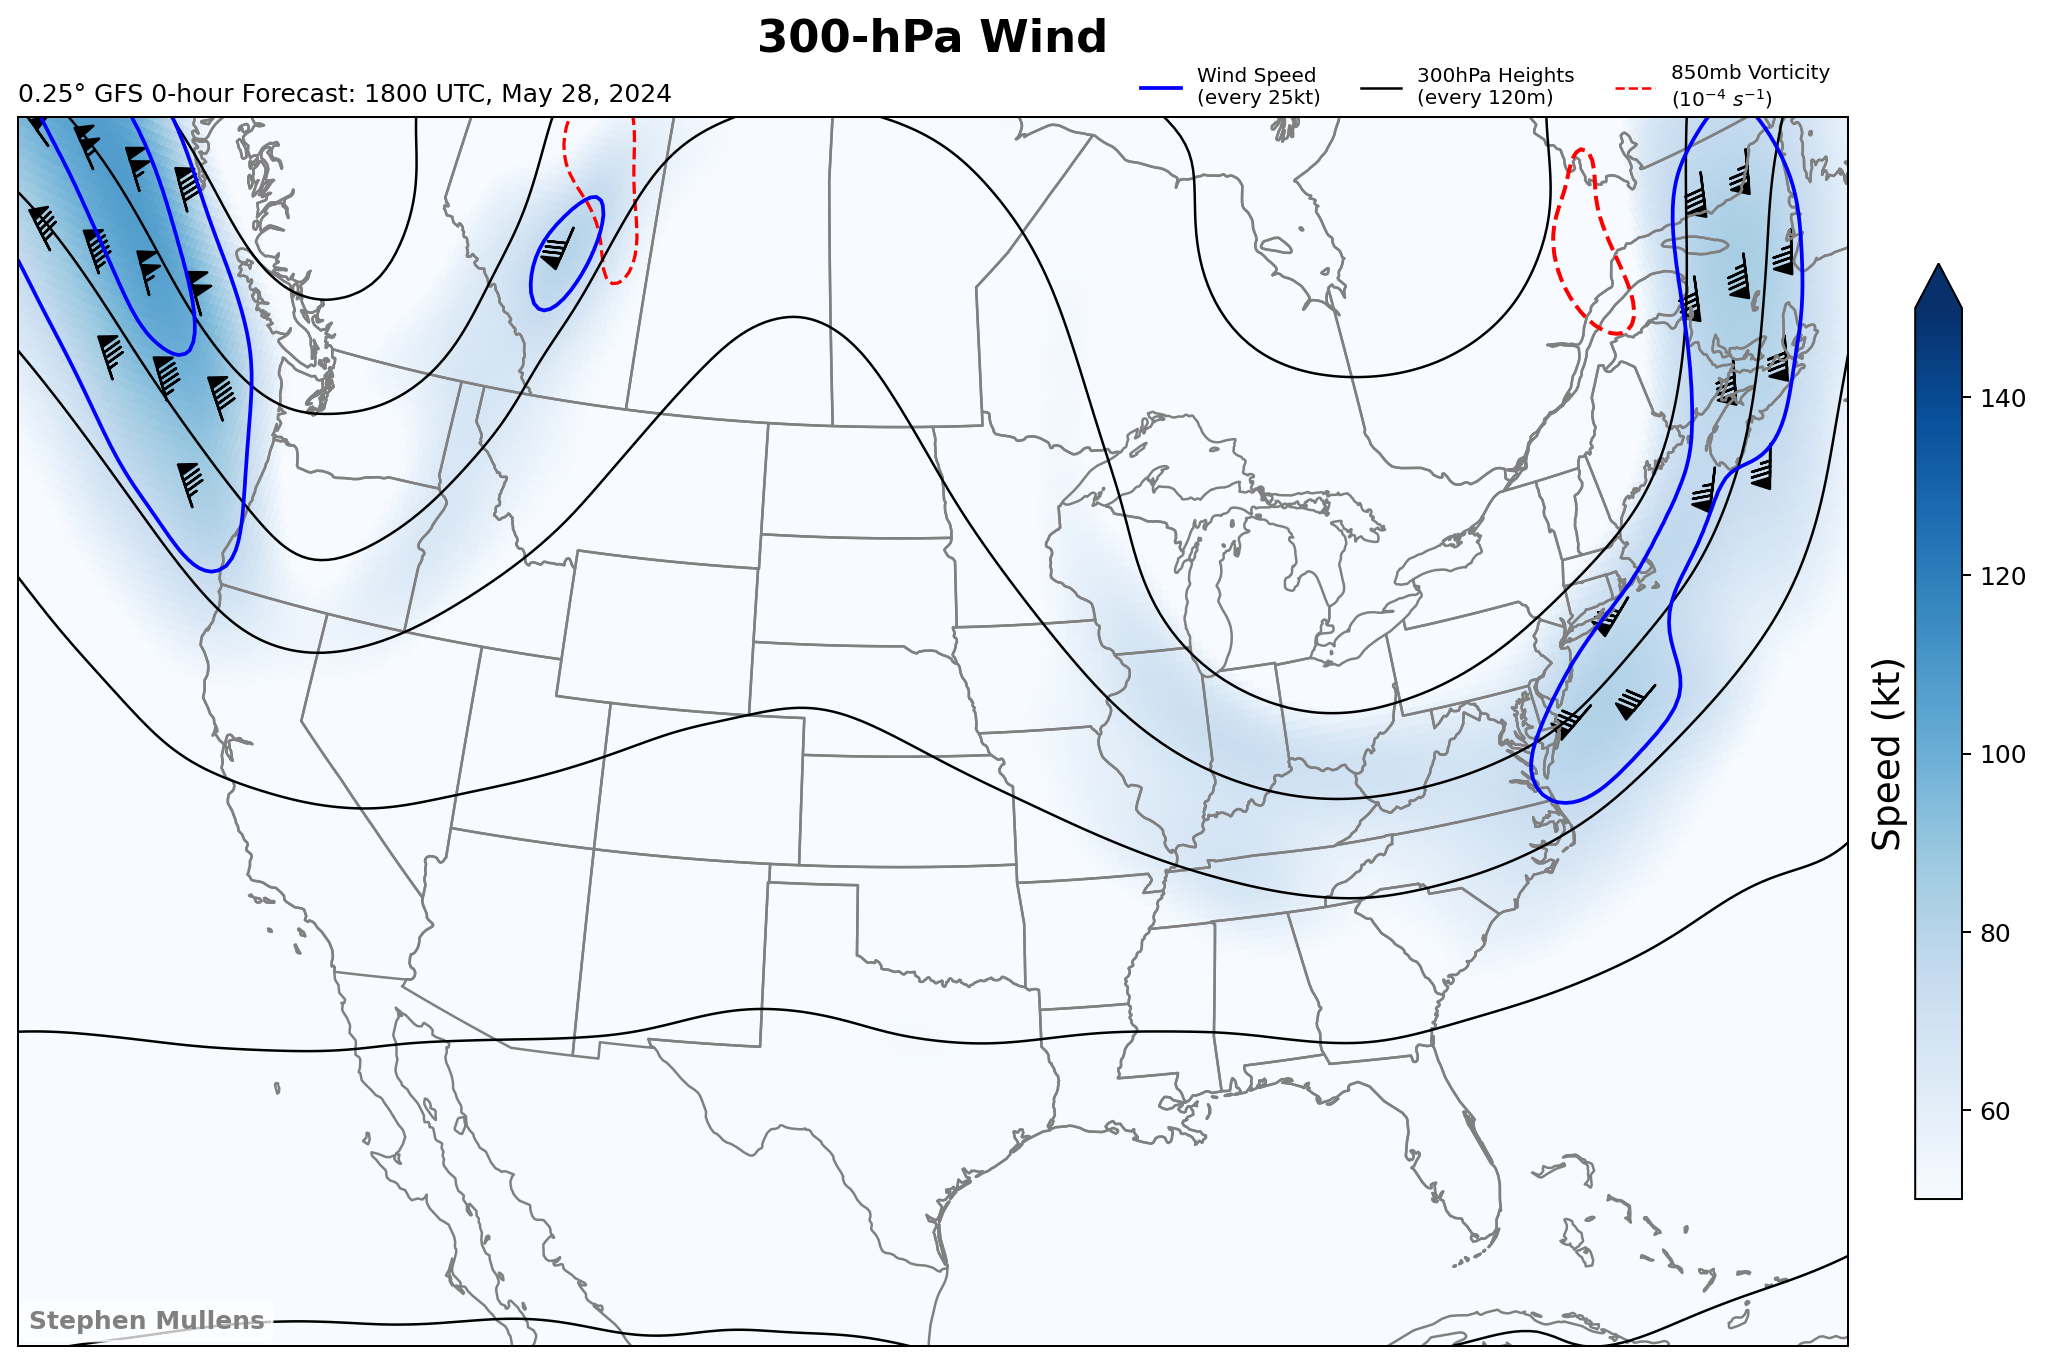 300-hPa Wind
0.25° GFS 0-hour Forecast: 1800 UTC, May 28, 2024
Wind Speed
(every 25kt)
300hPa Heights
(every 120m)
850mb Vorticity
(10⁻⁴ s⁻¹)
140
120
100
80
60
Speed (kt)
Stephen Mullens